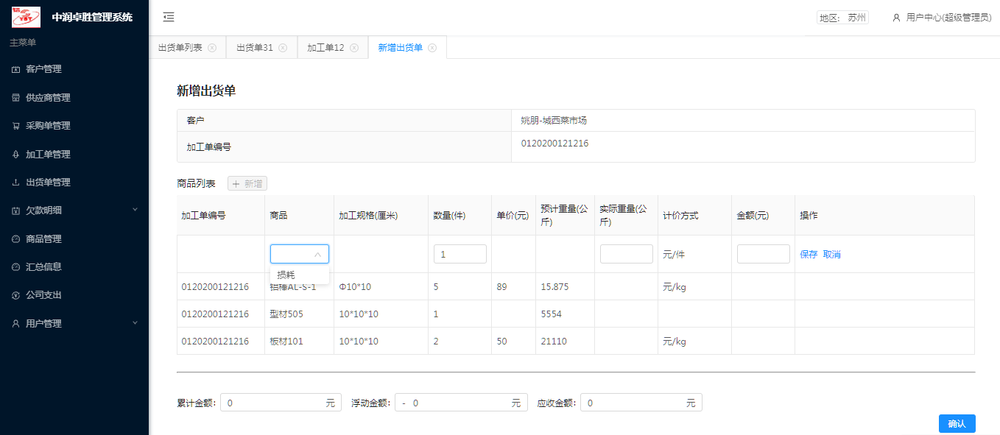 YST
中润卓胜管理系统
地区: 苏州
用户中心(超级管理员)
主菜单
客户管理
供应商管理
采购单管理
加工单管理
出货单管理
欠款明细
商品管理
汇总信息
公司支出
用户管理
出货单列表
出货单31
加工单12
新增出货单
新增出货单
客户 姚朋-城西菜市场
加工单编号 0120200121216
商品列表 + 新增
加工单编号 商品 加工规格(厘米) 数量(件) 单价(元) 预计重量(公斤) 实际重量(公斤) 计价方式 金额(元) 操作
1 元/件 保存 取消
损耗
0120200121216 铝棒AL-S-1 Φ10*10 5 89 15.875 元/kg
0120200121216 型材505 10*10*10 1 5554
0120200121216 板材101 10*10*10 2 50 21110 元/kg
累计金额: 0 元 浮动金额: - 0 元 应收金额: 0 元
确认